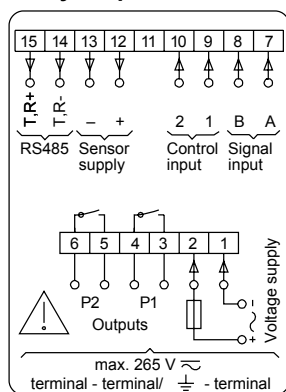 15 14 13 12 11 10 9 8 7
T,R+ T,R- – + 2 1 B A
RS485 Sensor supply Control input Signal input
6 5 4 3 2 1
P2 P1
Outputs
- +
Voltage supply
max. 265 V
terminal - terminal/ - terminal